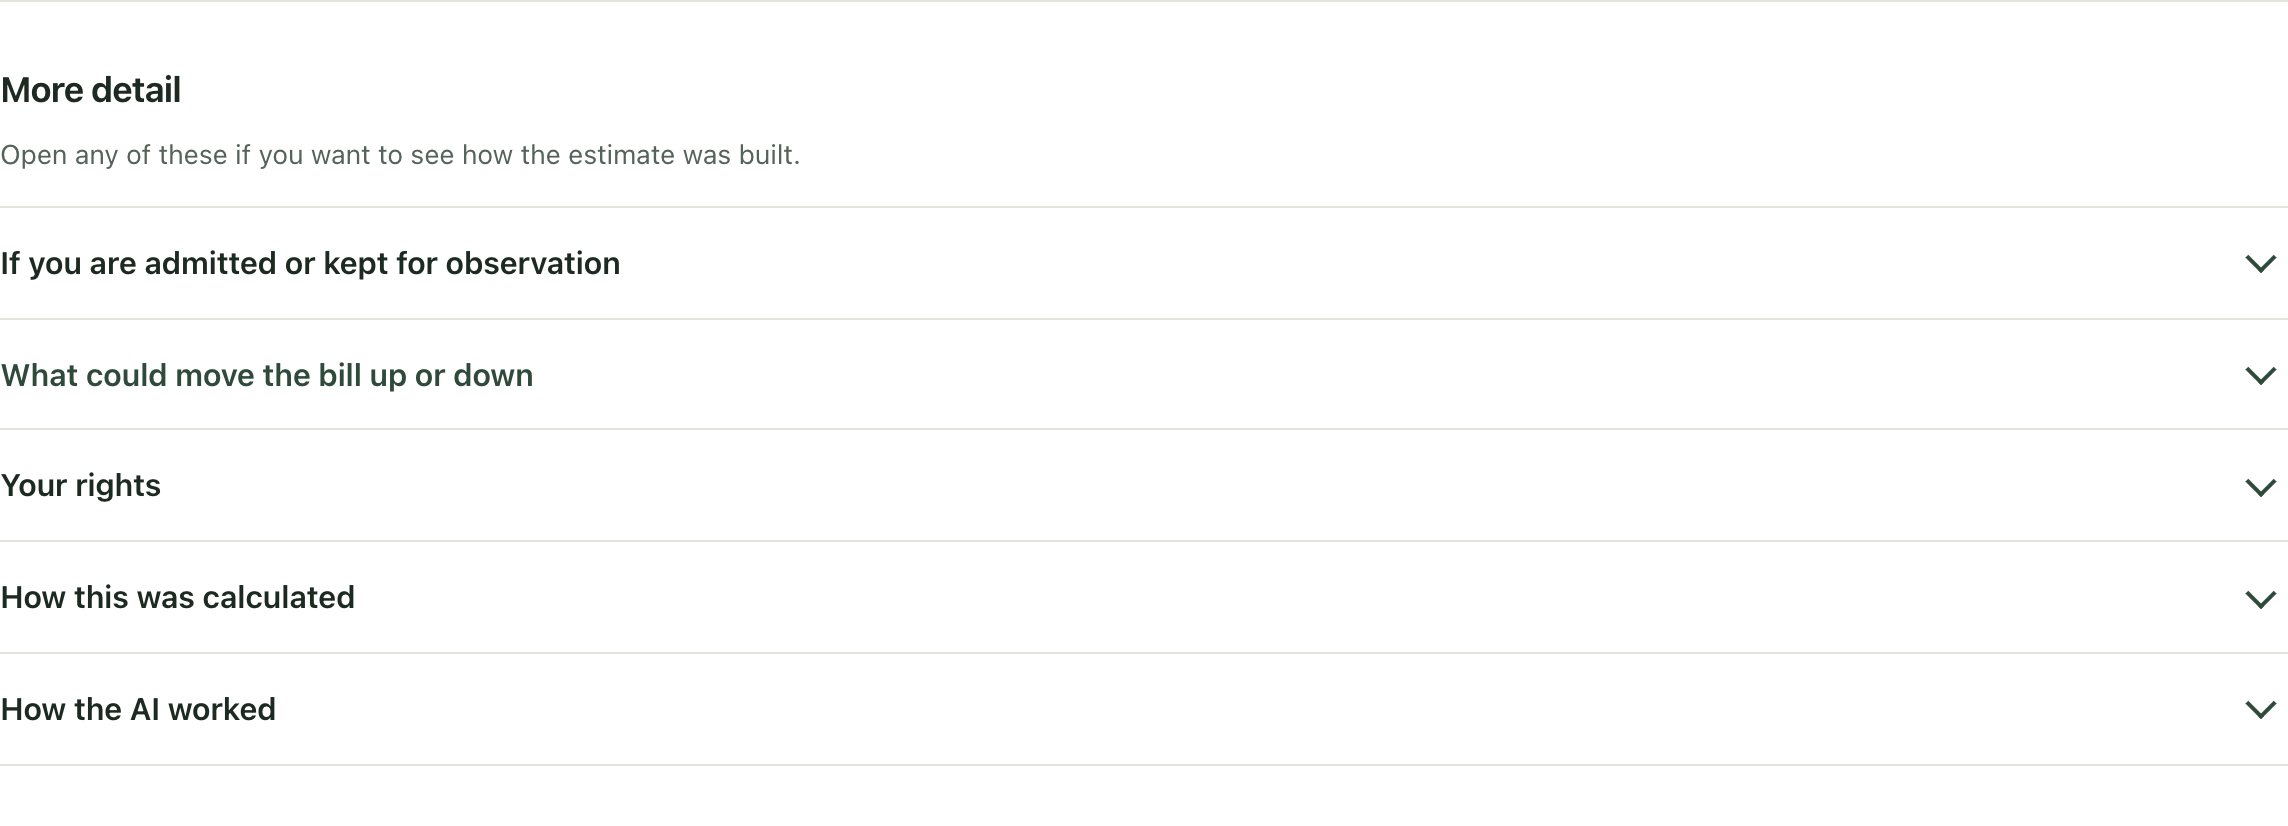 More detail
Open any of these if you want to see how the estimate was built.
If you are admitted or kept for observation
What could move the bill up or down
Your rights
How this was calculated
How the AI worked